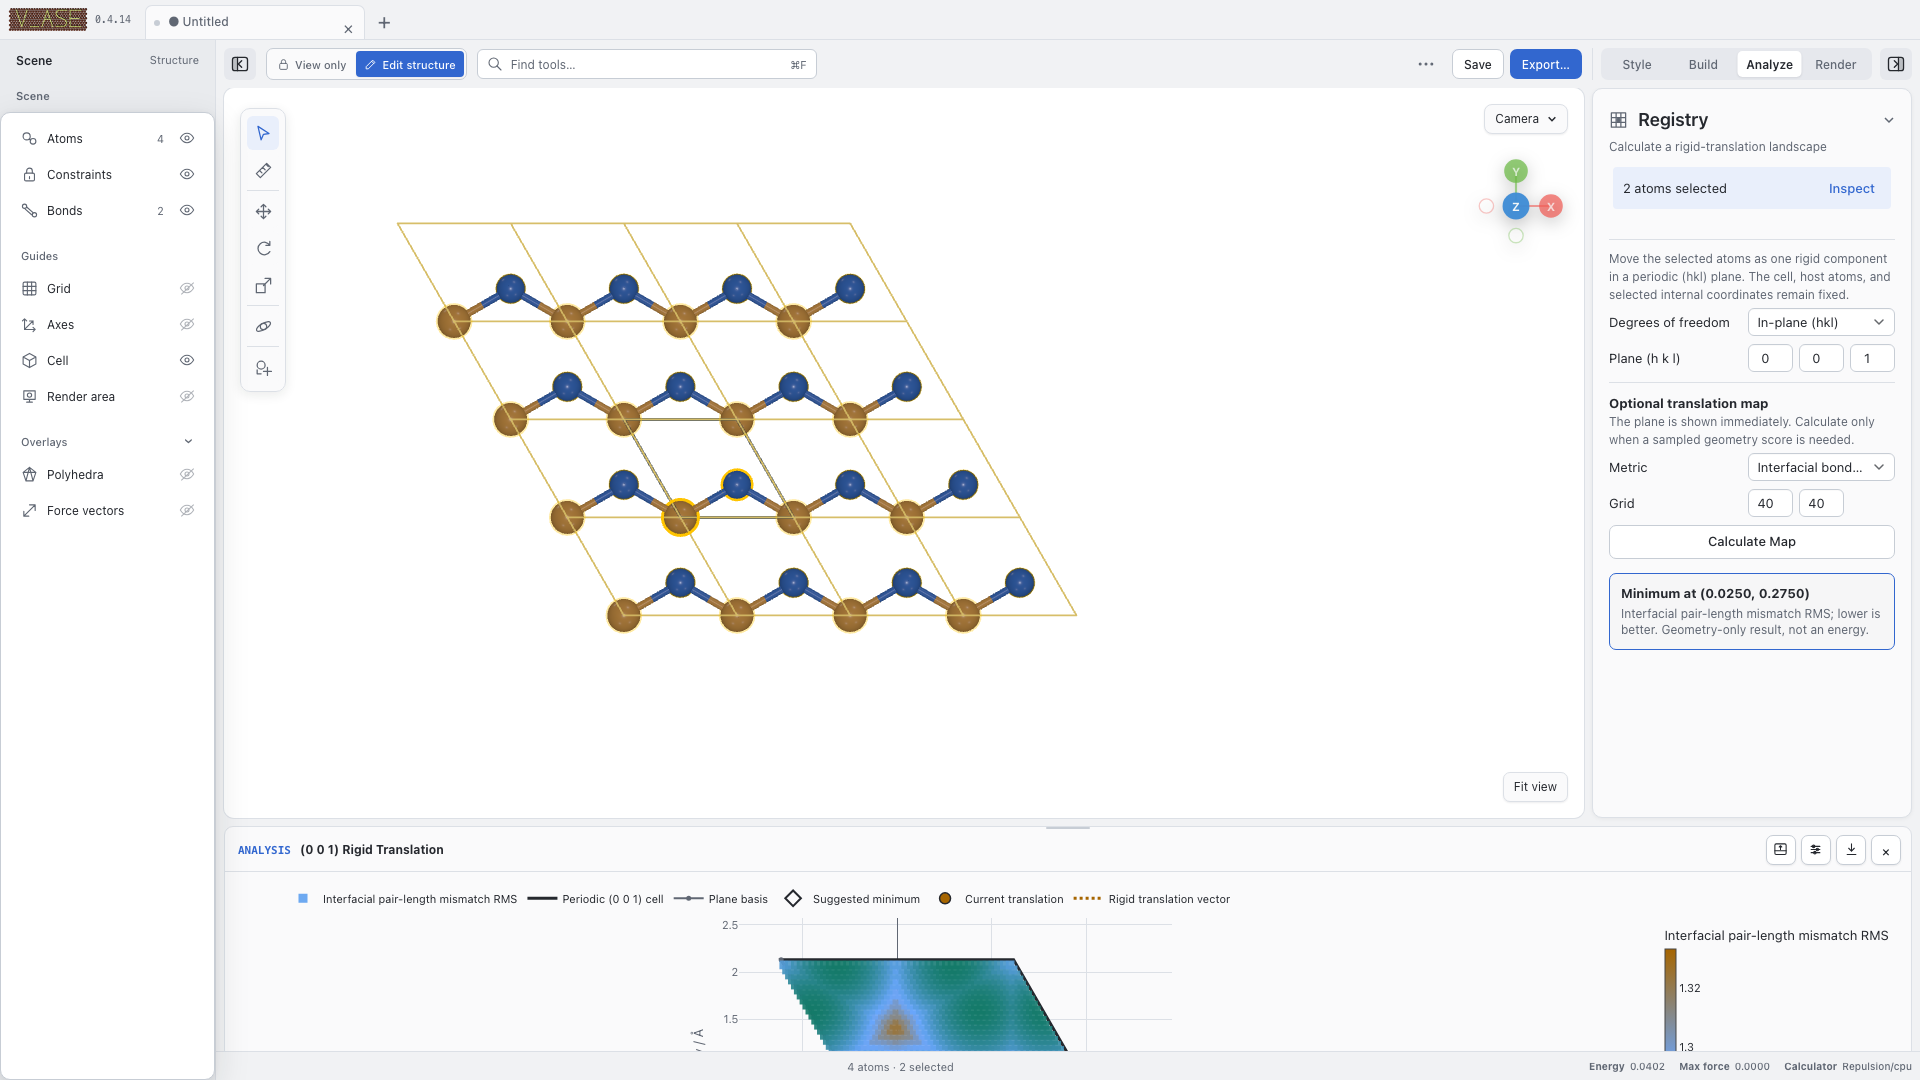 V_ASE 0.4.14
Untitled
Scene Structure
View only Edit structure Find tools... ⌘F Save Export... Style Build Analyze Render
Scene
Atoms 4
Constraints
Bonds 2
Guides
Grid
Axes
Cell
Render area
Overlays
Polyhedra
Force vectors
Camera
Y
Z X
Fit view
Registry
Calculate a rigid-translation landscape
2 atoms selected Inspect
Move the selected atoms as one rigid component
in a periodic (hkl) plane. The cell, host atoms, and
selected internal coordinates remain fixed.
Degrees of freedom In-plane (hkl)
Plane (h k l) 0 0 1
Optional translation map
The plane is shown immediately. Calculate only
when a sampled geometry score is needed.
Metric Interfacial bond...
Grid 40 40
Calculate Map
Minimum at (0.0250, 0.2750)
Interfacial pair-length mismatch RMS; lower is
better. Geometry-only result, not an energy.
ANALYSIS (0 0 1) Rigid Translation
Interfacial pair-length mismatch RMS Periodic (0 0 1) cell Plane basis Suggested minimum Current translation Rigid translation vector
2.5
2
1.5
/ Å
Interfacial pair-length mismatch RMS
1.32
1.3
4 atoms · 2 selected
Energy 0.0402 Max force 0.0000 Calculator Repulsion/cpu